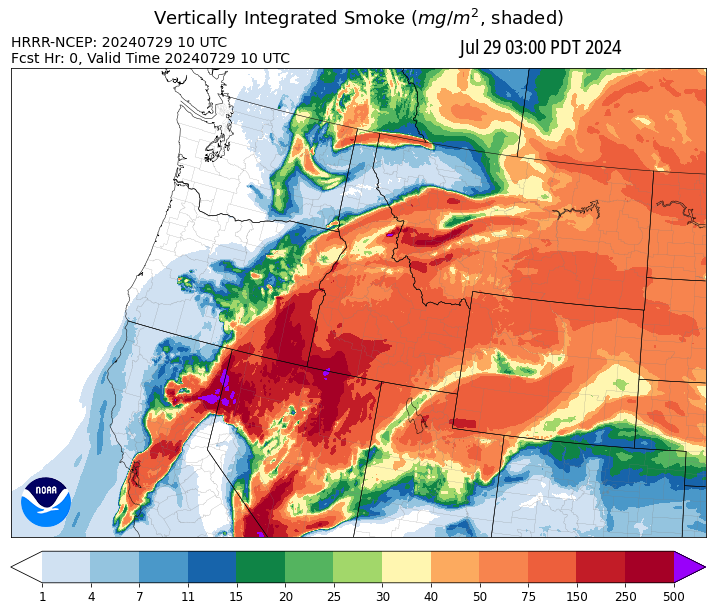 Vertically Integrated Smoke (mg/m², shaded)
HRRR-NCEP: 20240729 10 UTC
Jul 29 03:00 PDT 2024
Fcst Hr: 0, Valid Time 20240729 10 UTC
NOAA
1 4 7 11 15 20 25 30 40 50 75 150 250 500